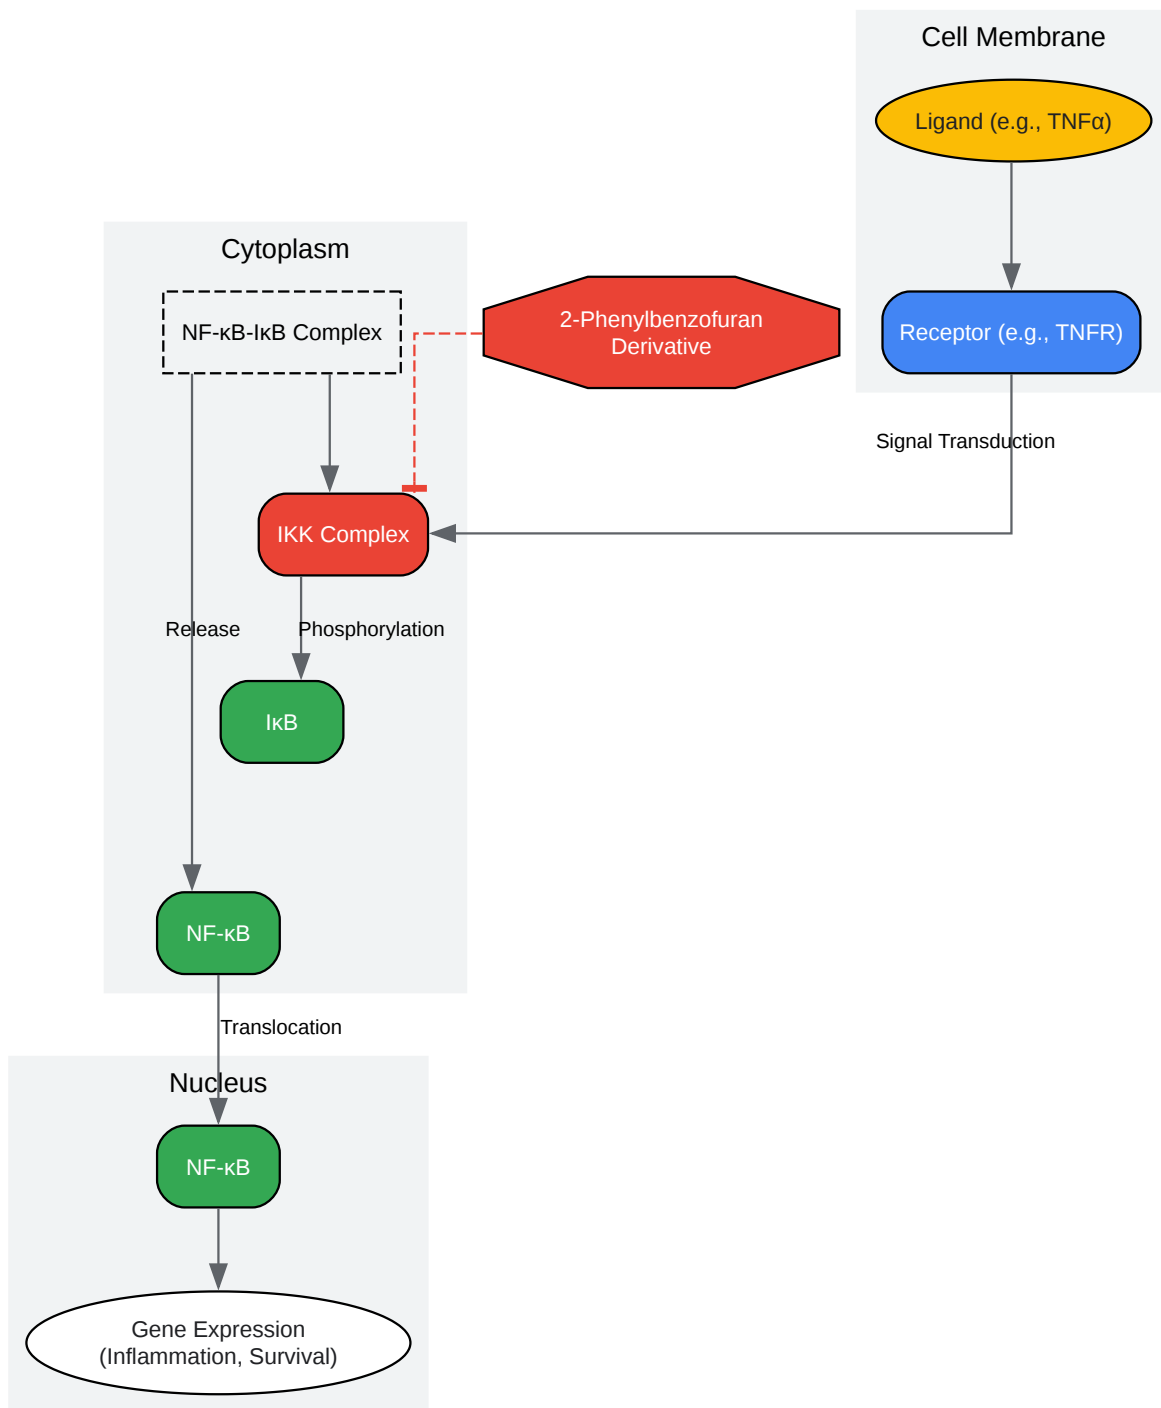 Cell Membrane
Ligand (e.g., TNFα)
Cytoplasm
NF-κB-IκB Complex
2-Phenylbenzofuran
Derivative
Receptor (e.g., TNFR)
Signal Transduction
IKK Complex
Release
Phosphorylation
IκB
NF-κB
Translocation
Nucleus
NF-κB
Gene Expression
(Inflammation, Survival)